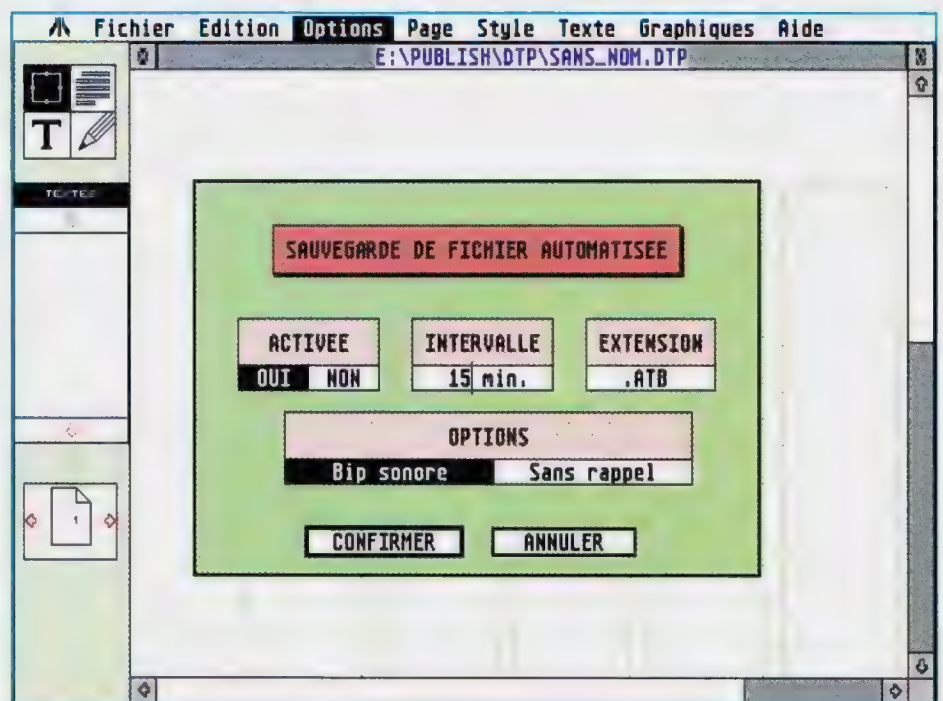 Fichier Edition Options Page Style Texte Graphiques Aide
E:\PUBLISH\DTP\SANS_NOM.DTP
T
TEXTES
SAUVEGARDE DE FICHIER AUTOMATISEE
ACTIVEE INTERVALLE EXTENSION
OUI NON 15 min. .ATB
OPTIONS
Bip sonore Sans rappel
1
CONFIRMER ANNULER